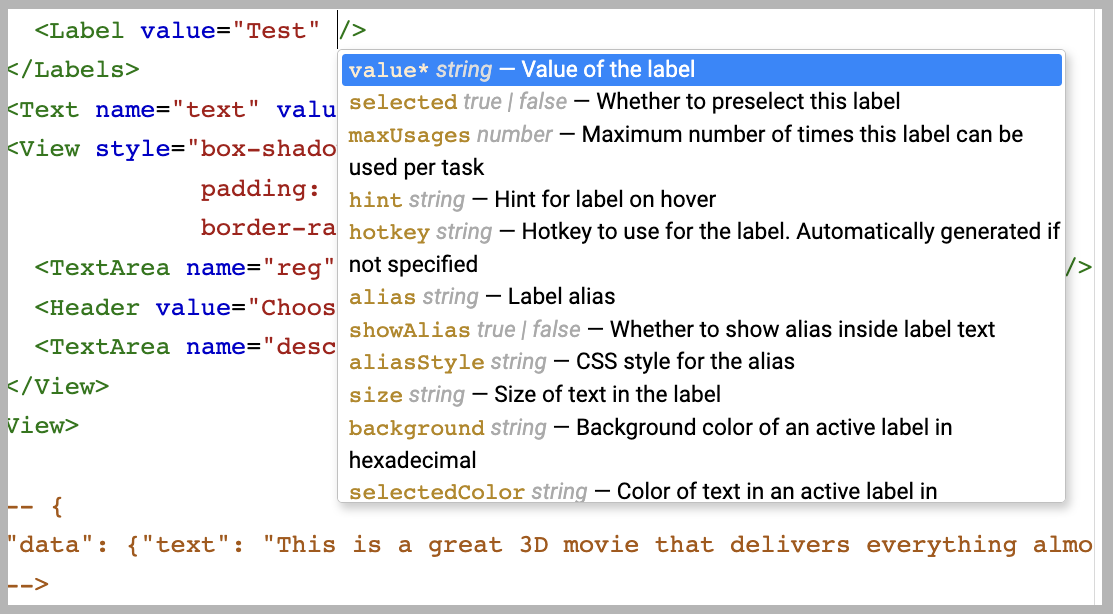 <Label value="Test" />
</Labels>
<Text name="text" valu
<View style="box-shado
padding:
border-ra
<TextArea name="reg" />
<Header value="Choos
<TextArea name="desc
</View>
View>
-- {
"data": {"text": "This is a great 3D movie that delivers everything almo
-->
value* string — Value of the label
selected true | false — Whether to preselect this label
maxUsages number — Maximum number of times this label can be
used per task
hint string — Hint for label on hover
hotkey string — Hotkey to use for the label. Automatically generated if
not specified
alias string — Label alias
showAlias true | false — Whether to show alias inside label text
aliasStyle string — CSS style for the alias
size string — Size of text in the label
background string — Background color of an active label in
hexadecimal
selectedColor string — Color of text in an active label in